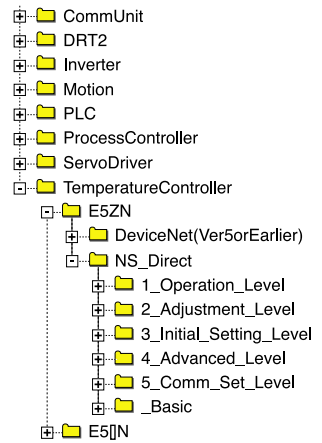 CommUnit
DRT2
Inverter
Motion
PLC
ProcessController
ServoDriver
TemperatureController
E5ZN
DeviceNet(Ver5orEarlier)
NS_Direct
1_Operation_Level
2_Adjustment_Level
3_Initial_Setting_Level
4_Advanced_Level
5_Comm_Set_Level
_Basic
E5[]N